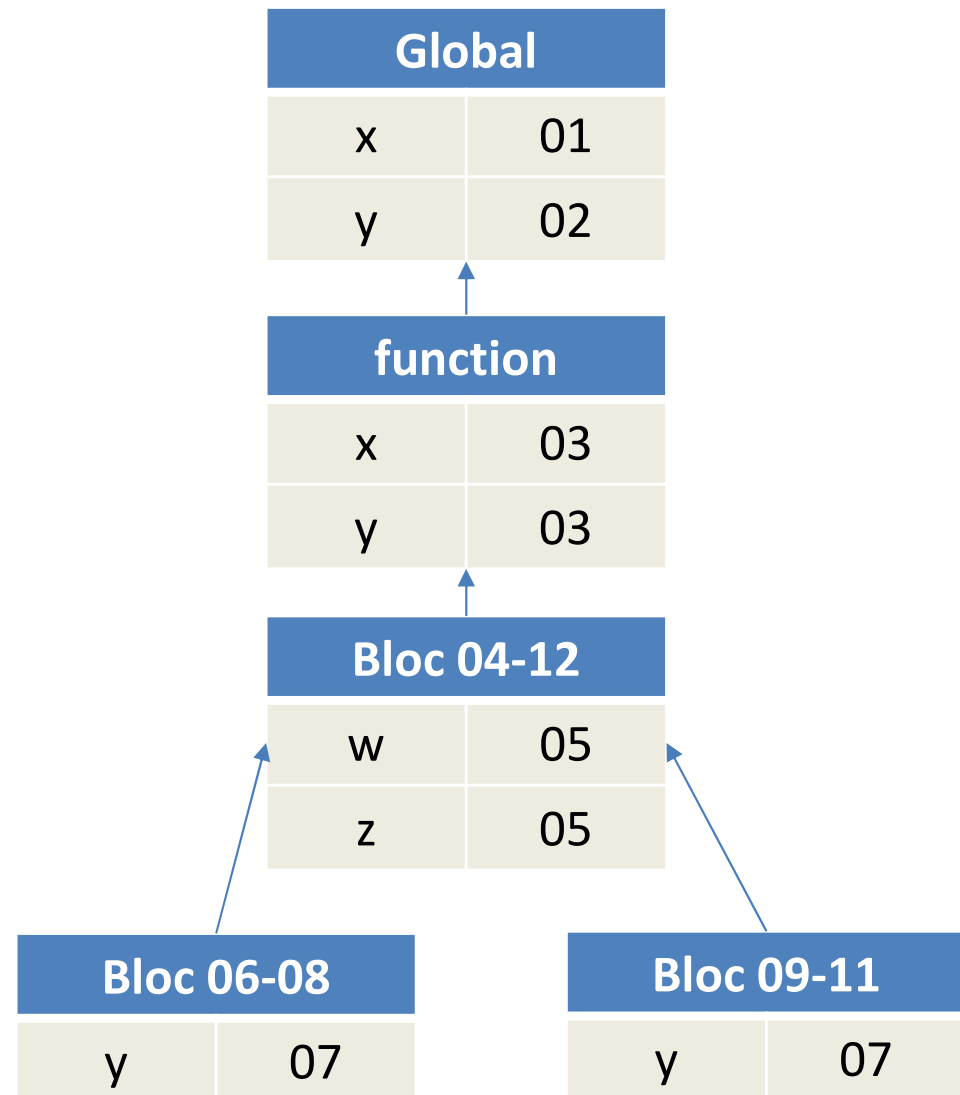 Global
x 01
y 02
function
x 03
y 03
Bloc 04-12
w 05
z 05
Bloc 06-08
y 07
Bloc 09-11
y 07